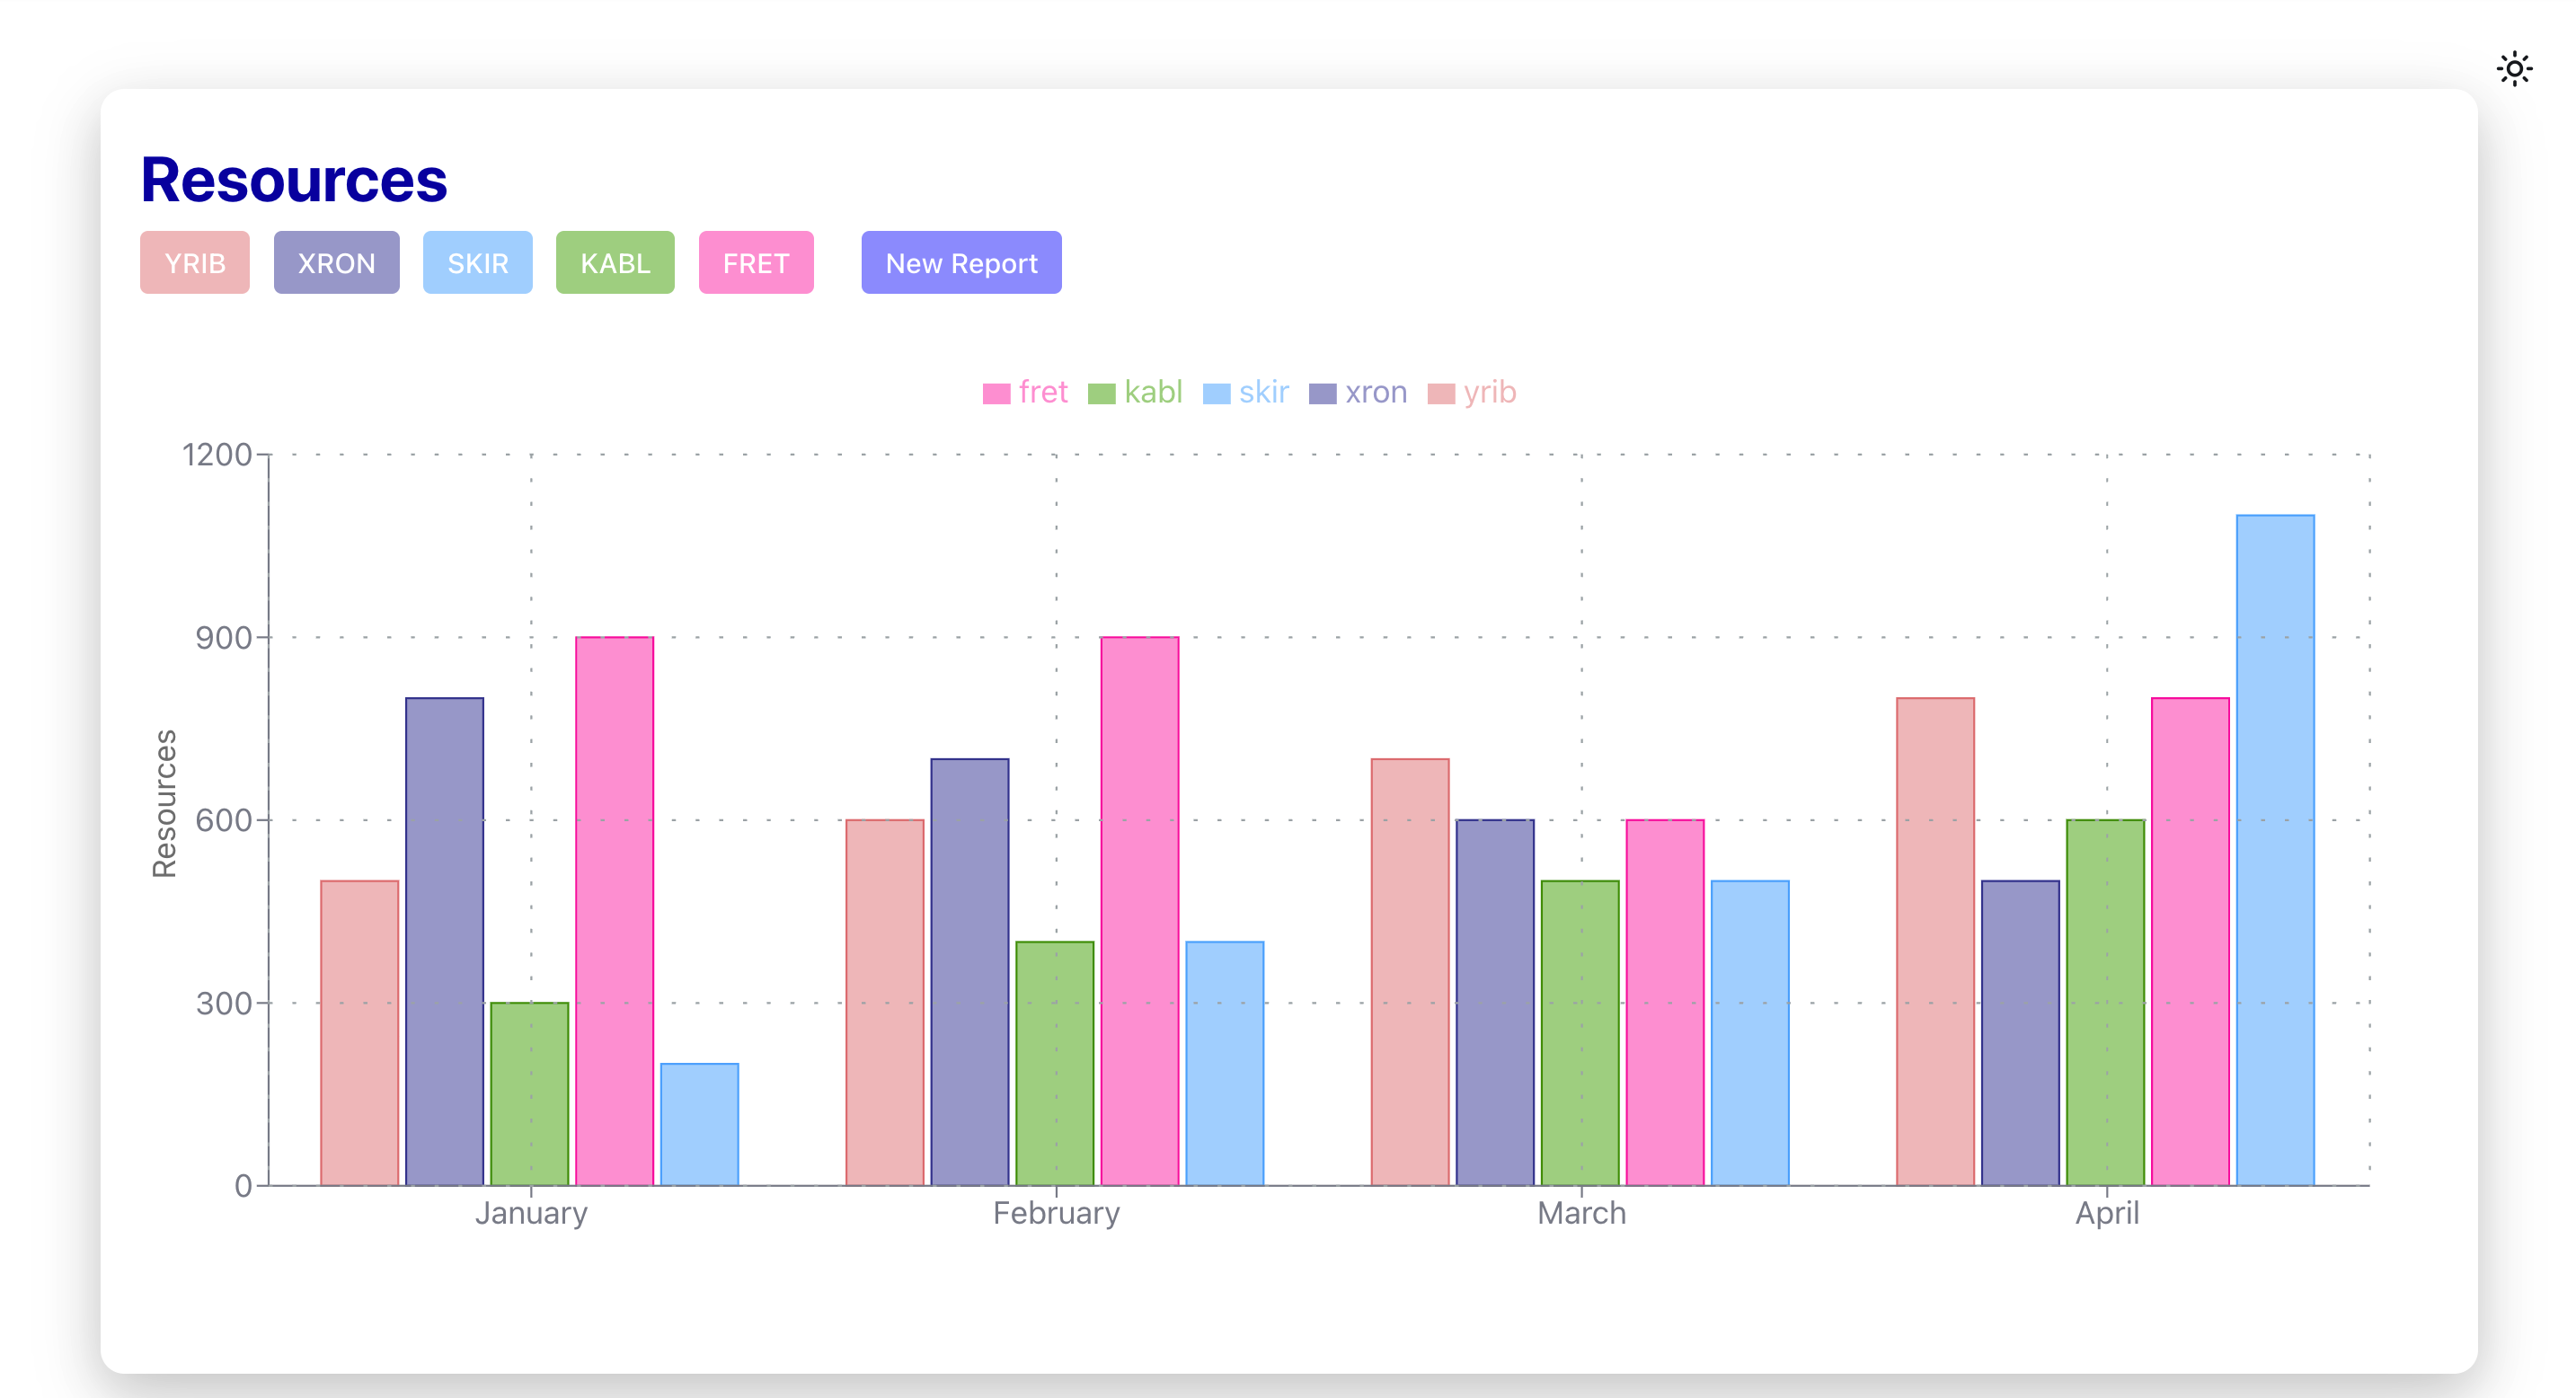 Resources
YRIB XRON SKIR KABL FRET New Report
fret kabl skir xron yrib
1200
900
600
300
0
Resources
January February March April